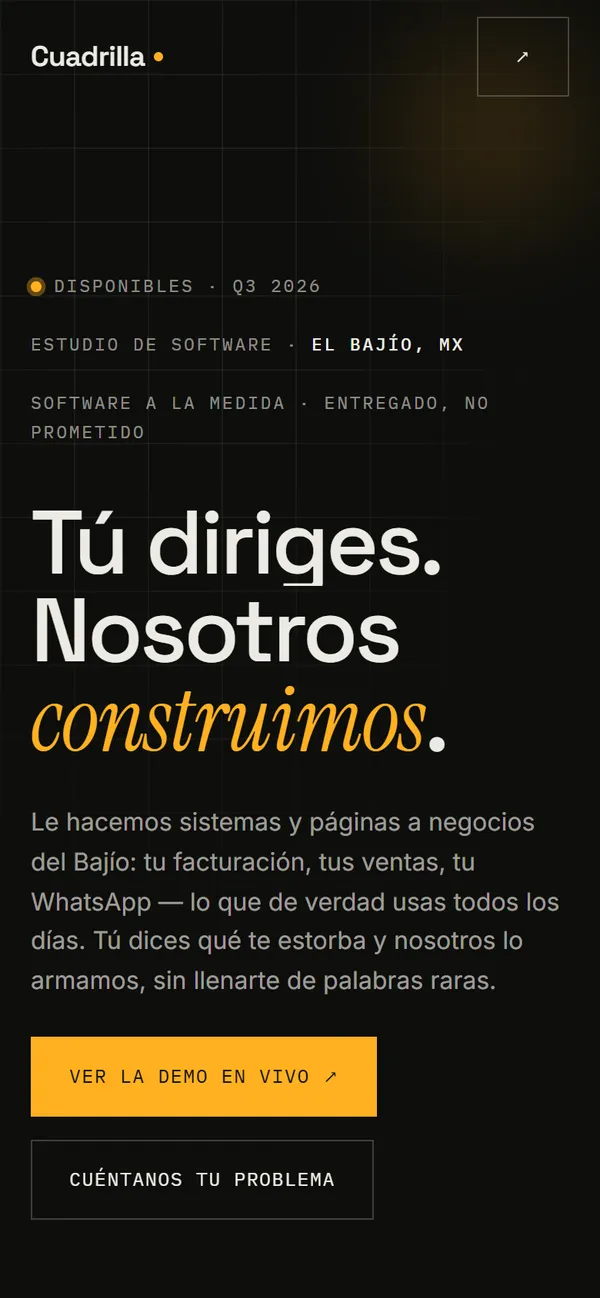 Cuadrilla
↗
DISPONIBLES · Q3 2026
ESTUDIO DE SOFTWARE · EL BAJÍO, MX
SOFTWARE A LA MEDIDA · ENTREGADO, NO
PROMETIDO
Tú diriges.
Nosotros
construimos.
Le hacemos sistemas y páginas a negocios
del Bajío: tu facturación, tus ventas, tu
WhatsApp — lo que de verdad usas todos los
días. Tú dices qué te estorba y nosotros lo
armamos, sin llenarte de palabras raras.
VER LA DEMO EN VIVO ↗
CUÉNTANOS TU PROBLEMA